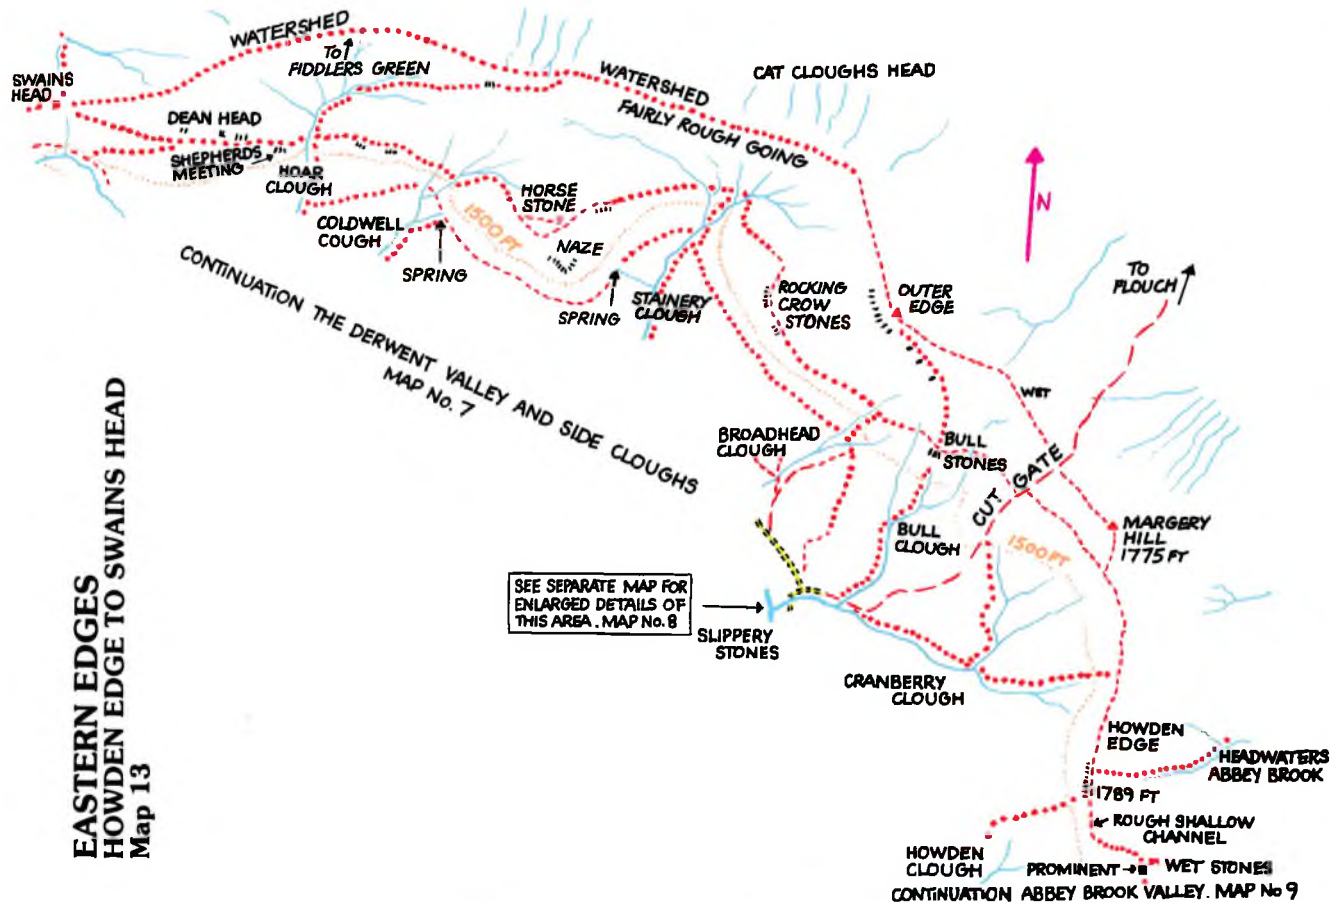 WATERSHED
TO
FIDDLERS GREEN
SWAINS
HEAD
DEAN HEAD
SHEPHERDS
MEETING
HOAR
CLOUGH
WATERSHED
FAIRLY ROUGH GOING
CAT CLOUGHS HEAD
HORSE
STONE
1500 FT
COLDWELL
COUGH
NAZE
SPRING
SPRING
STAINERY
CLOUGH
ROCKING
CROW
STONES
OUTER
EDGE
N
TO
FLOUCH
CONTINUATION THE DERWENT VALLEY AND SIDE CLOUGHS
MAP No. 7
WET
BROADHEAD
CLOUGH
BULL
STONES
CUT GATE
BULL
CLOUGH
1500 FT
MARGERY
HILL
1775 FT
SEE SEPARATE MAP FOR
ENLARGED DETAILS OF
THIS AREA. MAP No. 8
SLIPPERY
STONES
CRANBERRY
CLOUGH
HOWDEN
EDGE
HEADWATERS
ABBEY BROOK
1789 FT
ROUGH SHALLOW
CHANNEL
HOWDEN
CLOUGH
PROMINENT
WET STONES
CONTINUATION ABBEY BROOK VALLEY. MAP No 9
EASTERN EDGES
HOWDEN EDGE TO SWAINS HEAD
Map 13